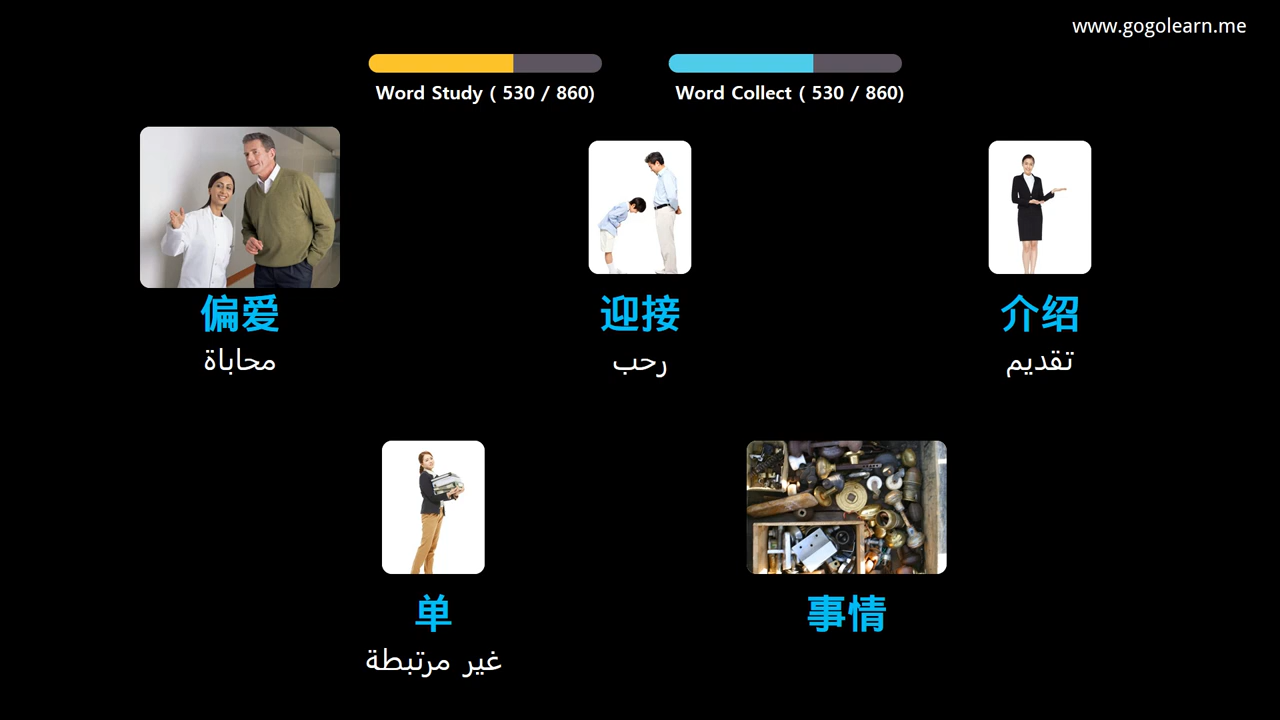 www.gogolearn.me
Word Study ( 530 / 860)
Word Collect ( 530 / 860)
偏爱
محاباة
迎接
رحب
介绍
تقديم
单
غير مرتبطة
事情